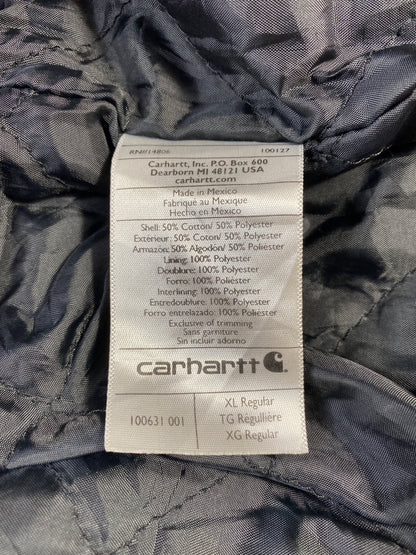 RN#14806 100127
Carhartt, Inc. P.O. Box 600
Dearborn MI 48121 USA
carhartt.com
Made in Mexico
Fabriqué au Mexique
Hecho en México
Shell: 50% Cotton/ 50% Polyester
Extérieur: 50% Coton/ 50% Polyester
Armazón: 50% Algodón/ 50% Poliéster
Lining: 100% Polyester
Doublure: 100% Polyester
Forro: 100% Poliéster
Interlining: 100% Polyester
Entredoublure: 100% Polyester
Forro entrelazado: 100% Poliéster
Exclusive of trimming
Sans garniture
Sin incluir adorno
carhartt
100631 001
XL Regular
TG Régullière
XG Regular